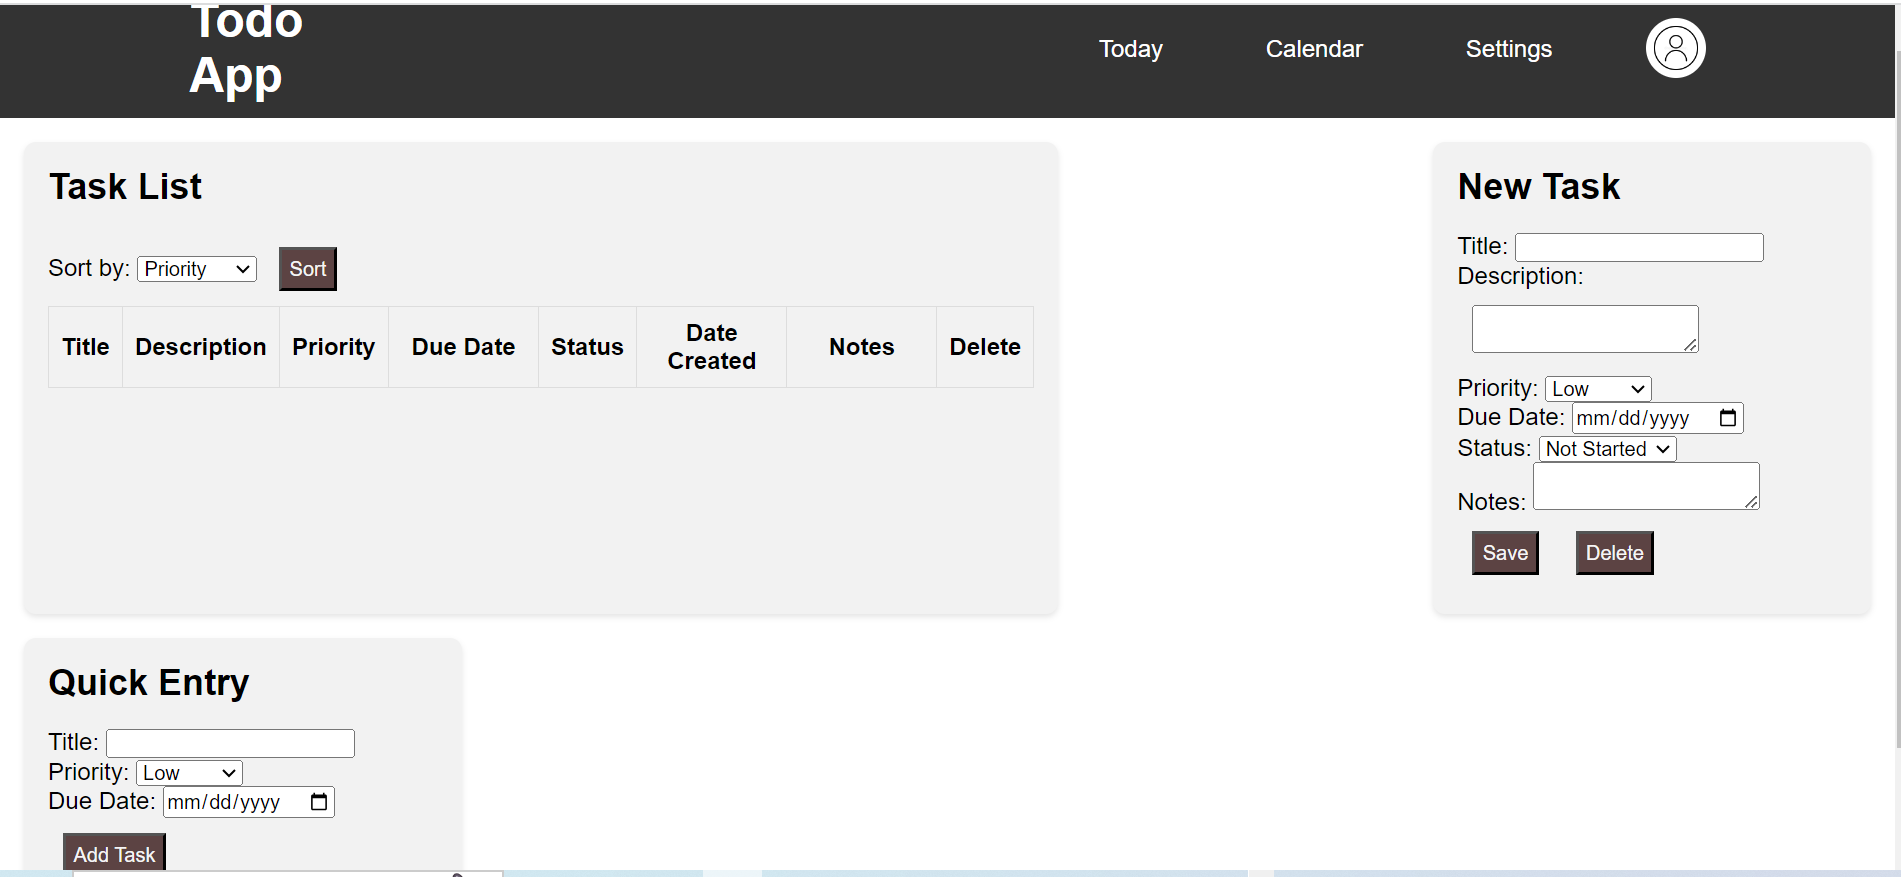 Todo
App
Today
Calendar
Settings
Task List
Sort by: Priority Sort
Title Description Priority Due Date Status Date Created Notes Delete
New Task
Title:
Description:
Priority: Low
Due Date: mm/dd/yyyy
Status: Not Started
Notes:
Save Delete
Quick Entry
Title:
Priority: Low
Due Date: mm/dd/yyyy
Add Task